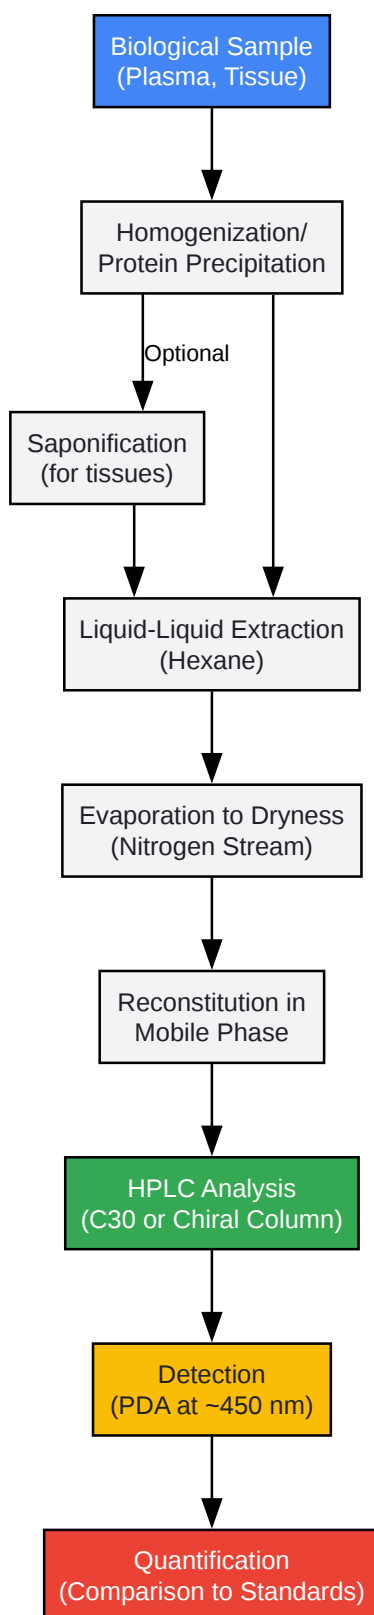 Biological Sample
(Plasma, Tissue)
Homogenization/
Protein Precipitation
Optional
Saponification
(for tissues)
Liquid-Liquid Extraction
(Hexane)
Evaporation to Dryness
(Nitrogen Stream)
Reconstitution in
Mobile Phase
HPLC Analysis
(C30 or Chiral Column)
Detection
(PDA at ~450 nm)
Quantification
(Comparison to Standards)